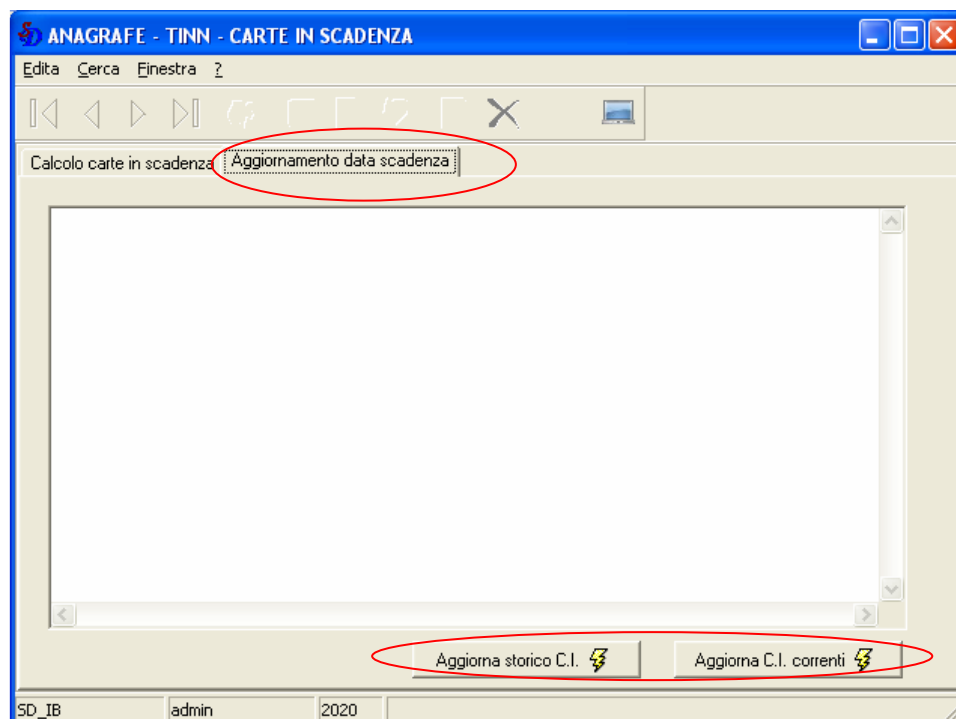 ANAGRAFE - TINN - CARTE IN SCADENZA
Edita Cerca Finestra ?
Calcolo carte in scadenza Aggiornamento data scadenza
Aggiorna storico C.I. Aggiorna C.I. correnti
SD_IB admin 2020